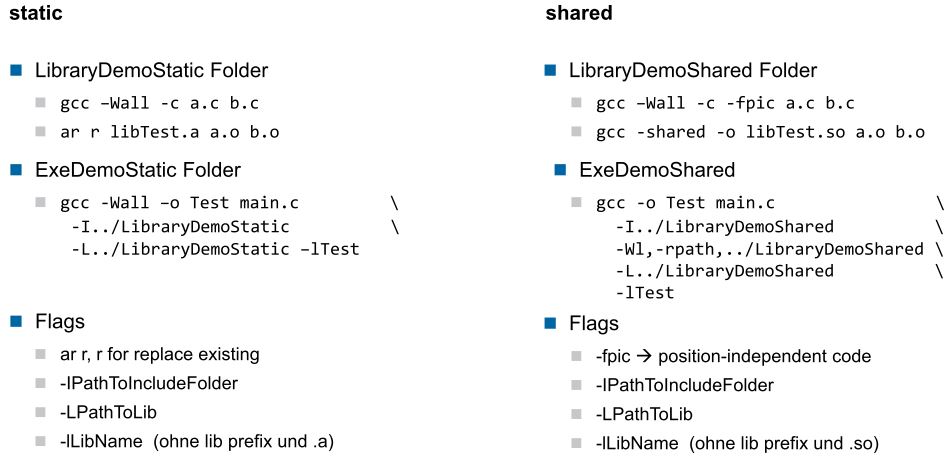 static
LibraryDemoStatic Folder
gcc –Wall -c a.c b.c
ar r libTest.a a.o b.o
ExeDemoStatic Folder
gcc -Wall –o Test main.c \
-I../LibraryDemoStatic \
-L../LibraryDemoStatic –lTest
Flags
ar r, r for replace existing
-IPathToIncludeFolder
-LPathToLib
-lLibName (ohne lib prefix und .a)
shared
LibraryDemoShared Folder
gcc –Wall -c -fpic a.c b.c
gcc -shared -o libTest.so a.o b.o
ExeDemoShared
gcc -o Test main.c \
-I../LibraryDemoShared \
-Wl,-rpath,../LibraryDemoShared \
-L../LibraryDemoShared \
-lTest
Flags
-fpic → position-independent code
-IPathToIncludeFolder
-LPathToLib
-lLibName (ohne lib prefix und .so)